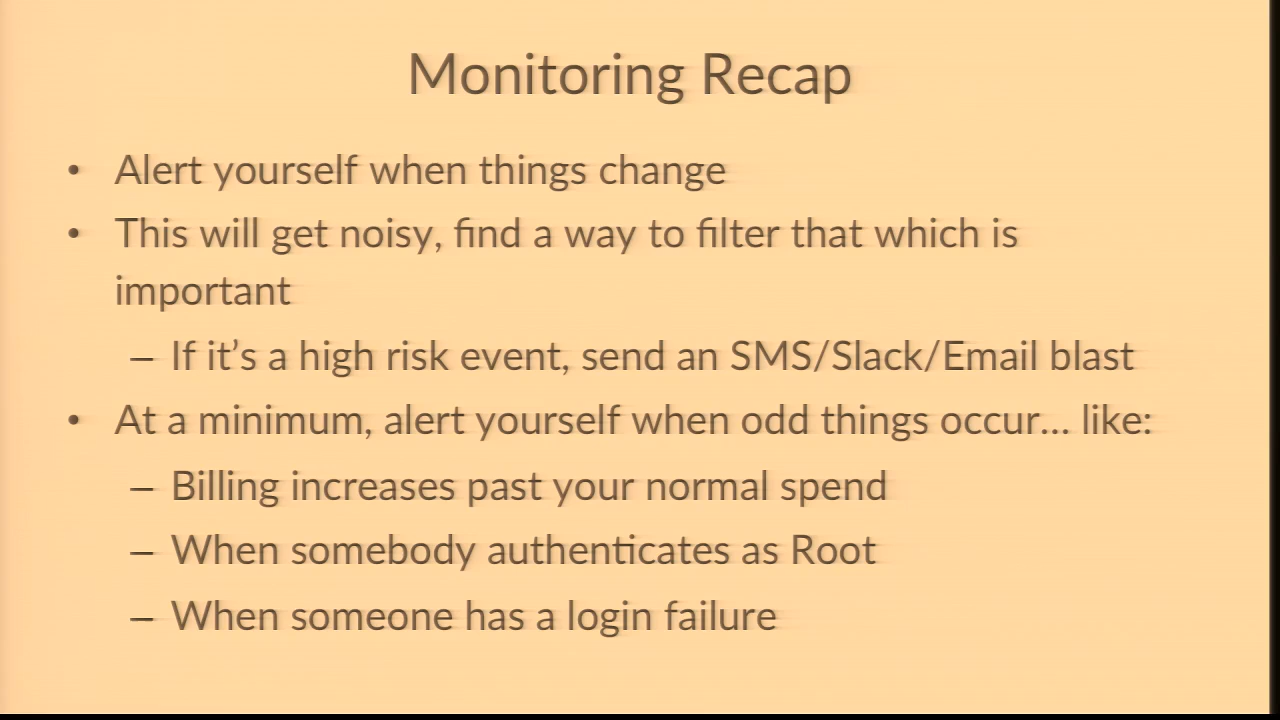 Monitoring Recap
• Alert yourself when things change
• This will get noisy, find a way to filter that which is
important
– If it’s a high risk event, send an SMS/Slack/Email blast
• At a minimum, alert yourself when odd things occur... like:
– Billing increases past your normal spend
– When somebody authenticates as Root
– When someone has a login failure